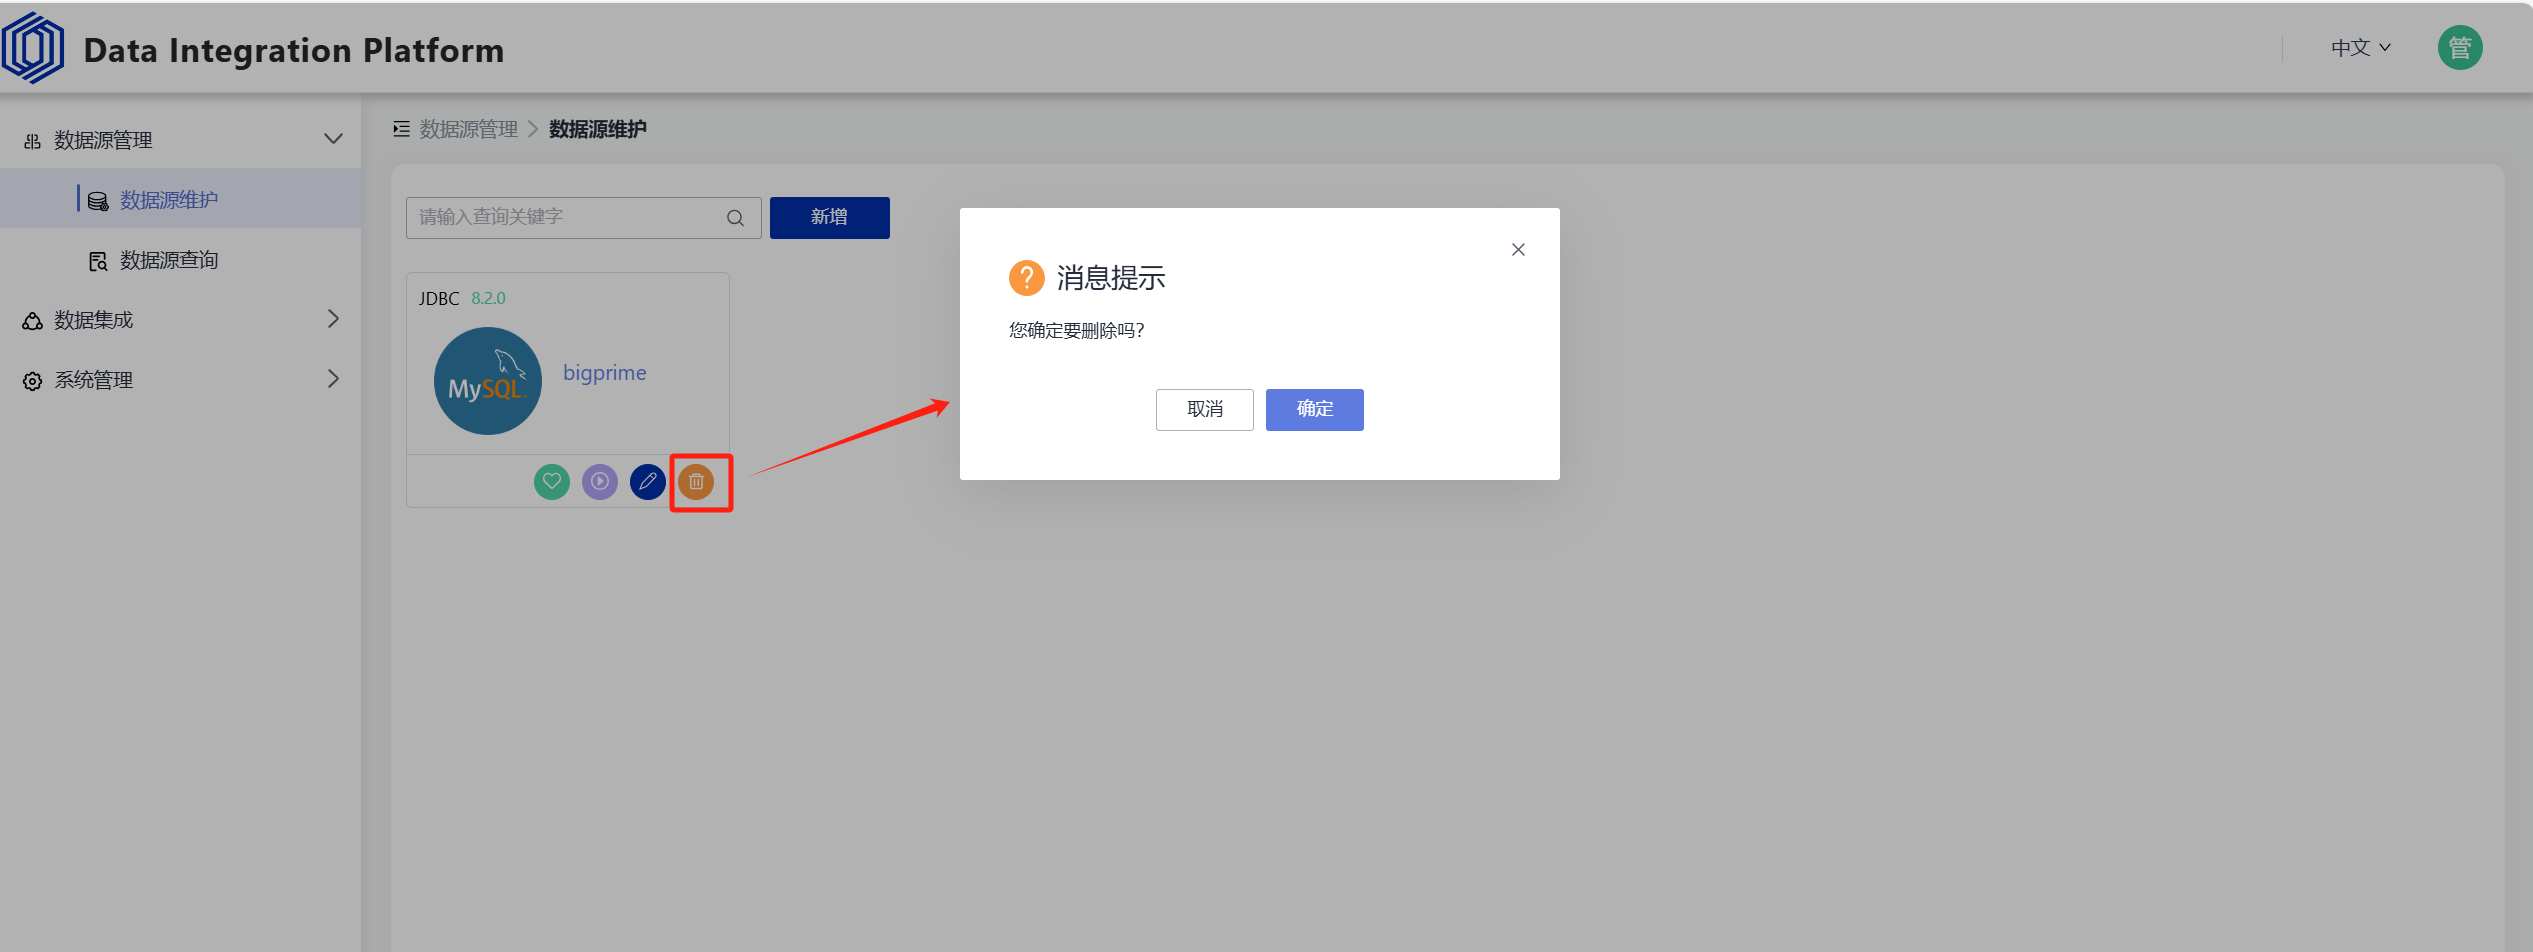 Data Integration Platform
中文
管
数据源管理
数据源维护
数据源查询
数据集成
系统管理
数据源管理 > 数据源维护
请输入查询关键字
新增
JDBC 8.2.0
MySQL
bigprime
消息提示
您确定要删除吗？
取消
确定